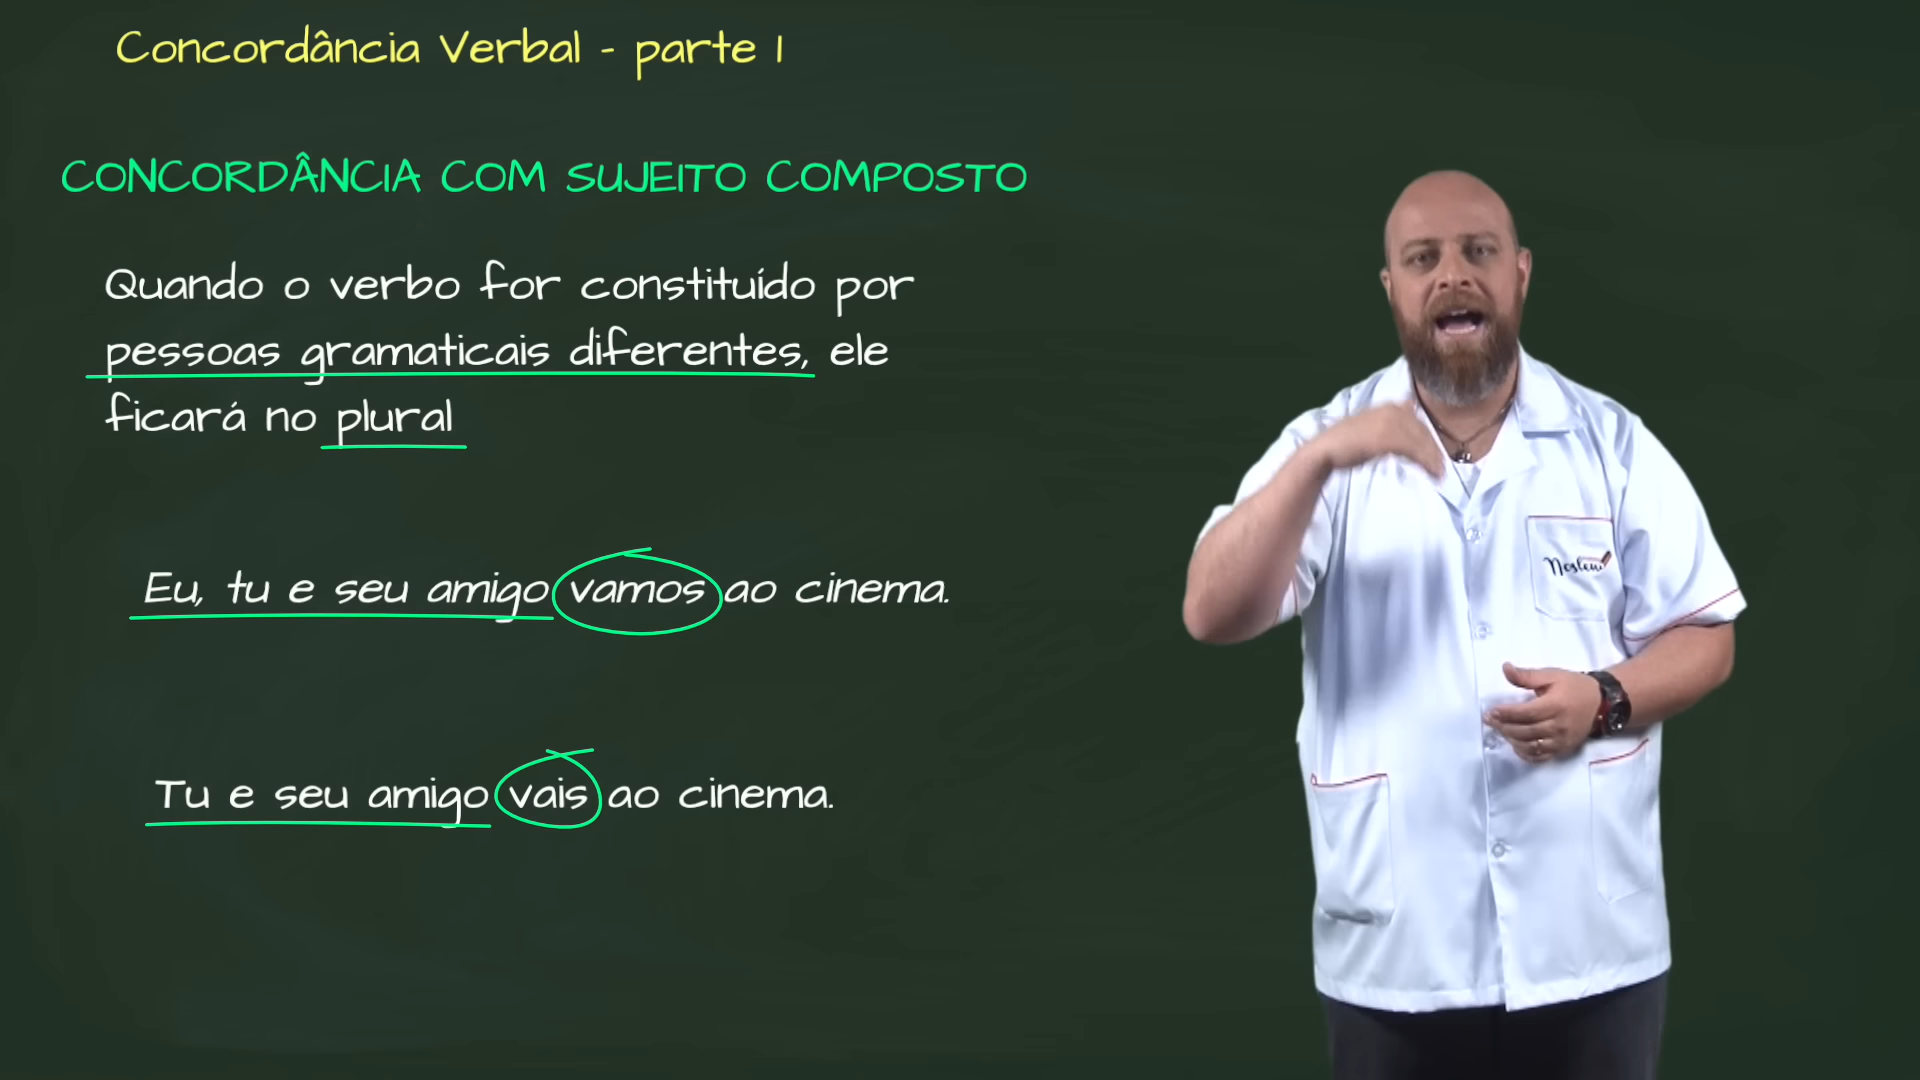 Concordância Verbal - parte 1
CONCORDÂNCIA COM SUJEITO COMPOSTO
Quando o verbo for constituído por
pessoas gramaticais diferentes, ele
ficará no plural
Eu, tu e seu amigo vamos ao cinema.
Tu e seu amigo vais ao cinema.
Noslen